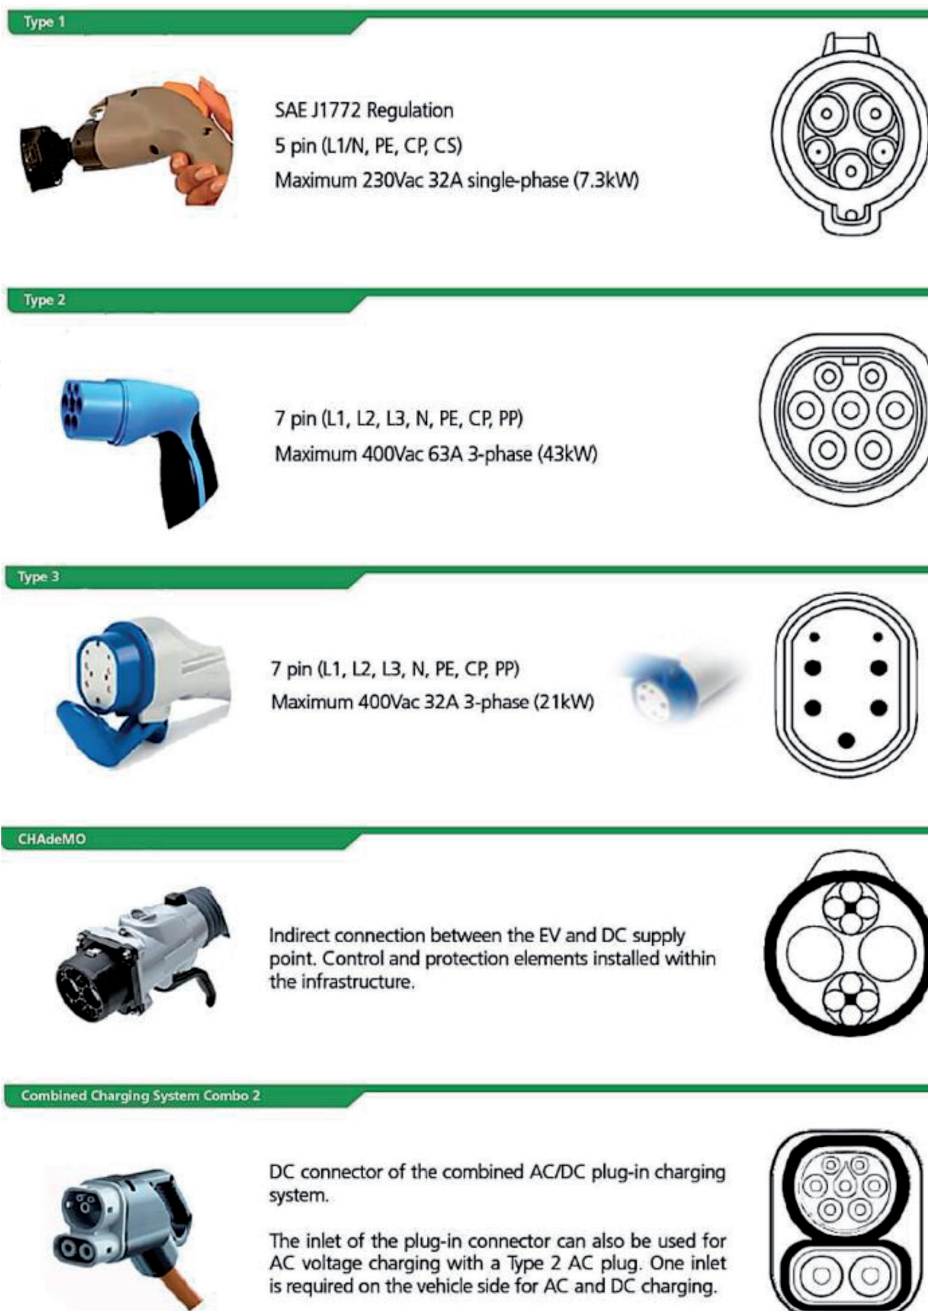 Type 1
SAE J1772 Regulation
5 pin (L1/N, PE, CP, CS)
Maximum 230Vac 32A single-phase (7.3kW)
Type 2
7 pin (L1, L2, L3, N, PE, CP, PP)
Maximum 400Vac 63A 3-phase (43kW)
Type 3
7 pin (L1, L2, L3, N, PE, CP, PP)
Maximum 400Vac 32A 3-phase (21kW)
CHAdeMO
Indirect connection between the EV and DC supply
point. Control and protection elements installed within
the infrastructure.
Combined Charging System Combo 2
DC connector of the combined AC/DC plug-in charging
system.
The inlet of the plug-in connector can also be used for
AC voltage charging with a Type 2 AC plug. One inlet
is required on the vehicle side for AC and DC charging.